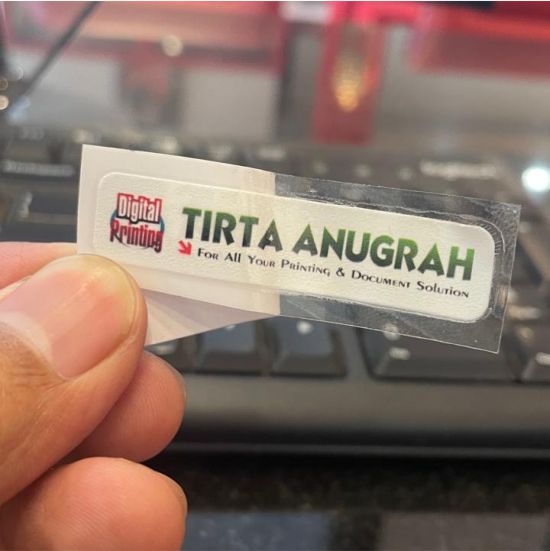 Digital
Printing
TIRTA ANUGRAH
For All Your Printing & Document Solution